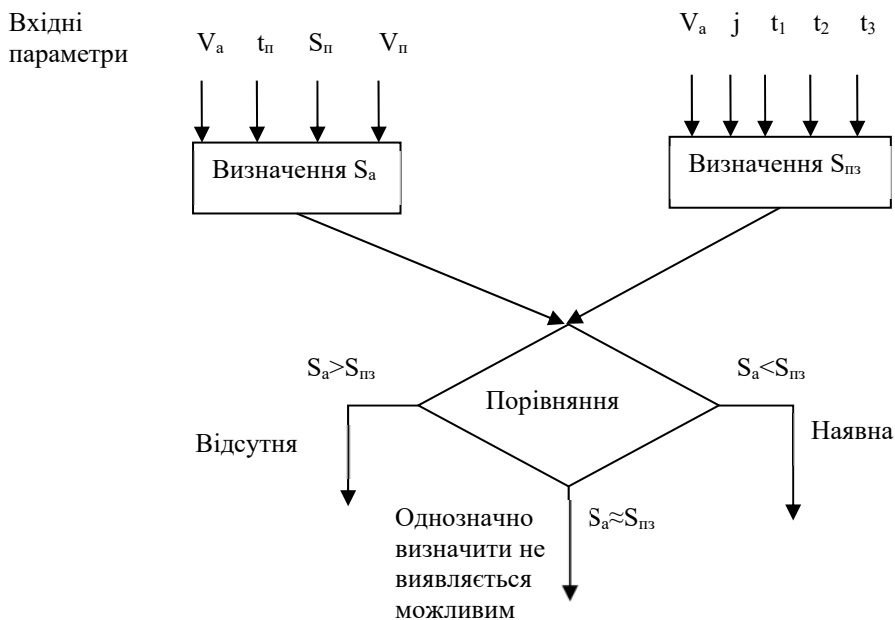 Вхідні
параметри
Vа tп Sп Vп
Vа j t1 t2 t3
Визначення Sа
Визначення Sпз
Sа>Sпз
Sа<Sпз
Порівняння
Відсутня
Наявна
Sа≈Sпз
Однозначно
визначити не
виявляється
можливим